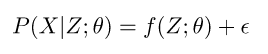 P(X|Z; θ) = f(Z; θ) + ϵ